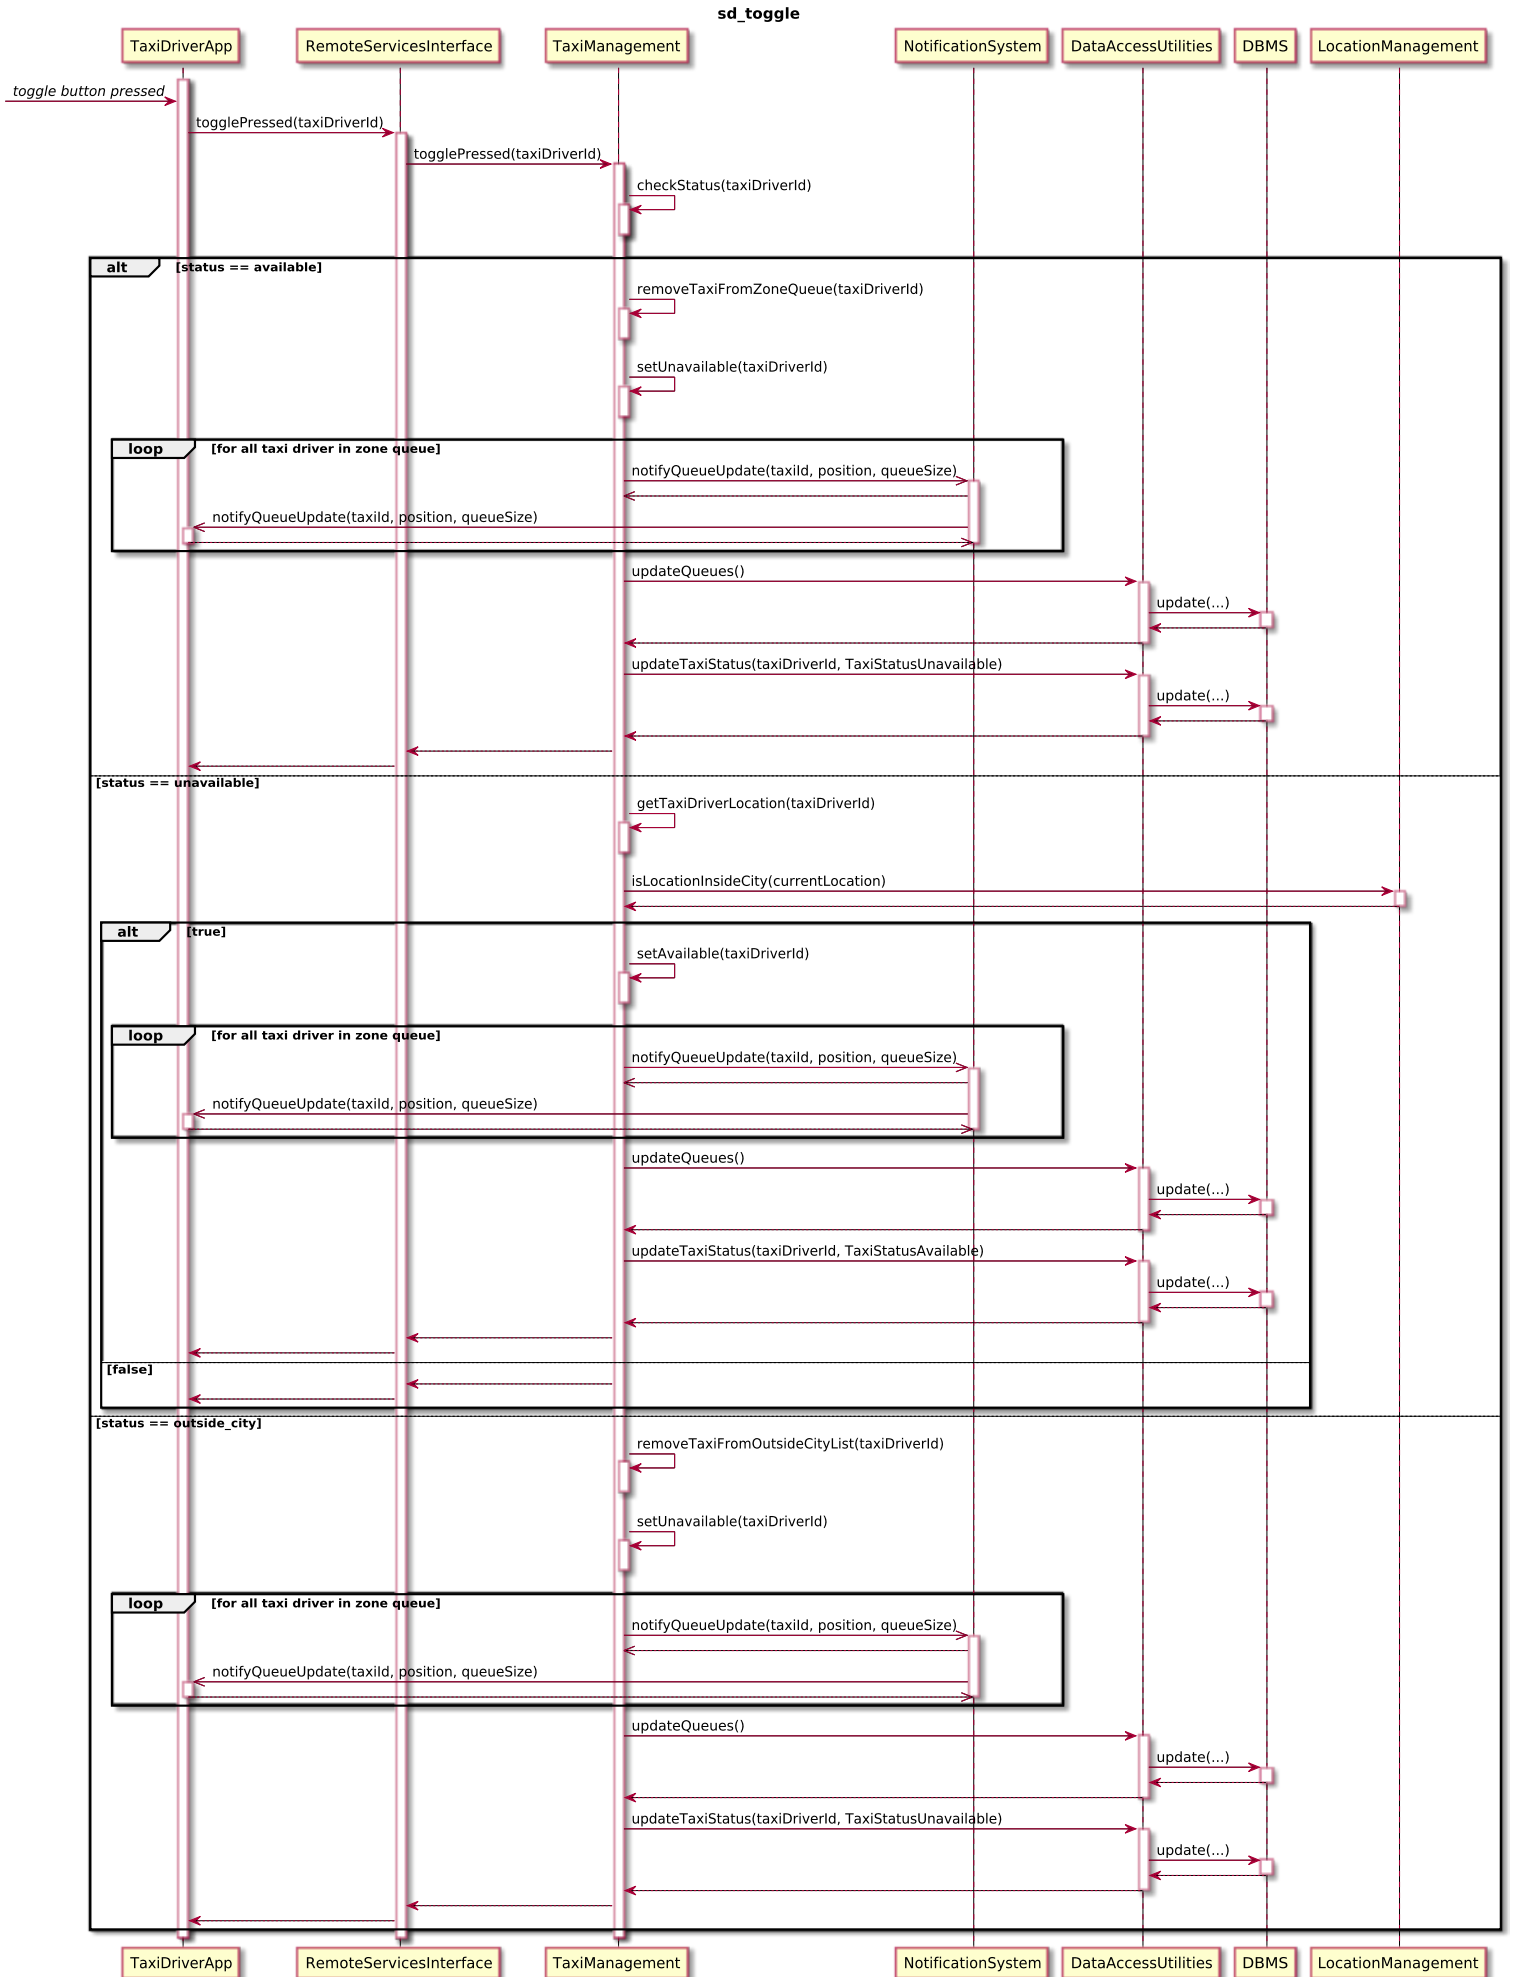 sd_toggle
TaxiDriverApp RemoteServicesInterface TaxiManagement NotificationSystem DataAccessUtilities DBMS LocationManagement
toggle button pressed
togglePressed(taxiDriverId)
togglePressed(taxiDriverId)
checkStatus(taxiDriverId)
alt [status == available]
removeTaxiFromZoneQueue(taxiDriverId)
setUnavailable(taxiDriverId)
loop [for all taxi driver in zone queue]
notifyQueueUpdate(taxiId, position, queueSize)
notifyQueueUpdate(taxiId, position, queueSize)
updateQueues()
update(...)
updateTaxiStatus(taxiDriverId, TaxiStatusUnavailable)
update(...)
[status == unavailable]
getTaxiDriverLocation(taxiDriverId)
isLocationInsideCity(currentLocation)
alt [true]
setAvailable(taxiDriverId)
loop [for all taxi driver in zone queue]
notifyQueueUpdate(taxiId, position, queueSize)
notifyQueueUpdate(taxiId, position, queueSize)
updateQueues()
update(...)
updateTaxiStatus(taxiDriverId, TaxiStatusAvailable)
update(...)
[false]
[status == outside_city]
removeTaxiFromOutsideCityList(taxiDriverId)
setUnavailable(taxiDriverId)
loop [for all taxi driver in zone queue]
notifyQueueUpdate(taxiId, position, queueSize)
notifyQueueUpdate(taxiId, position, queueSize)
updateQueues()
update(...)
updateTaxiStatus(taxiDriverId, TaxiStatusUnavailable)
update(...)
TaxiDriverApp RemoteServicesInterface TaxiManagement NotificationSystem DataAccessUtilities DBMS LocationManagement